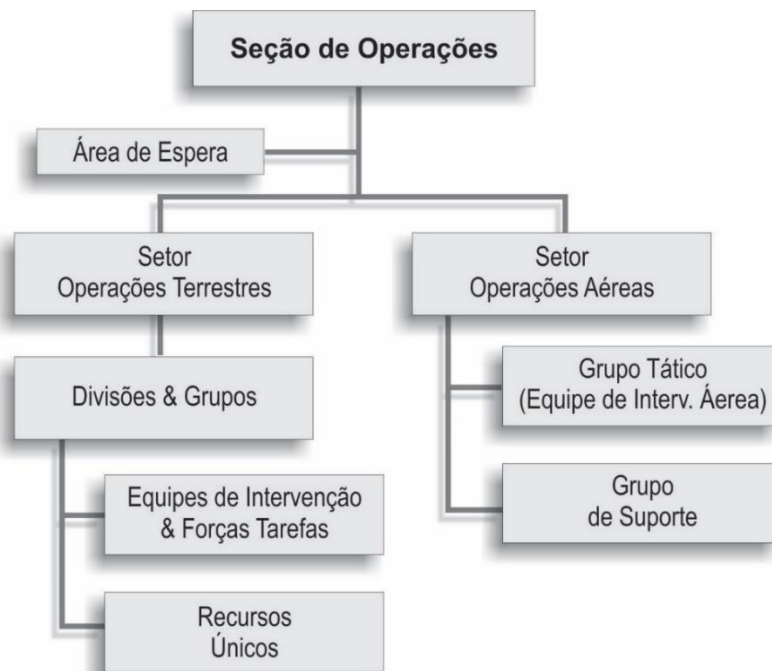 Seção de Operações
Área de Espera
Setor
Operações Terrestres
Setor
Operações Aéreas
Divisões & Grupos
Grupo Tático
(Equipe de Interv. Áerea)
Equipes de Intervenção
& Forças Tarefas
Grupo
de Suporte
Recursos
Únicos